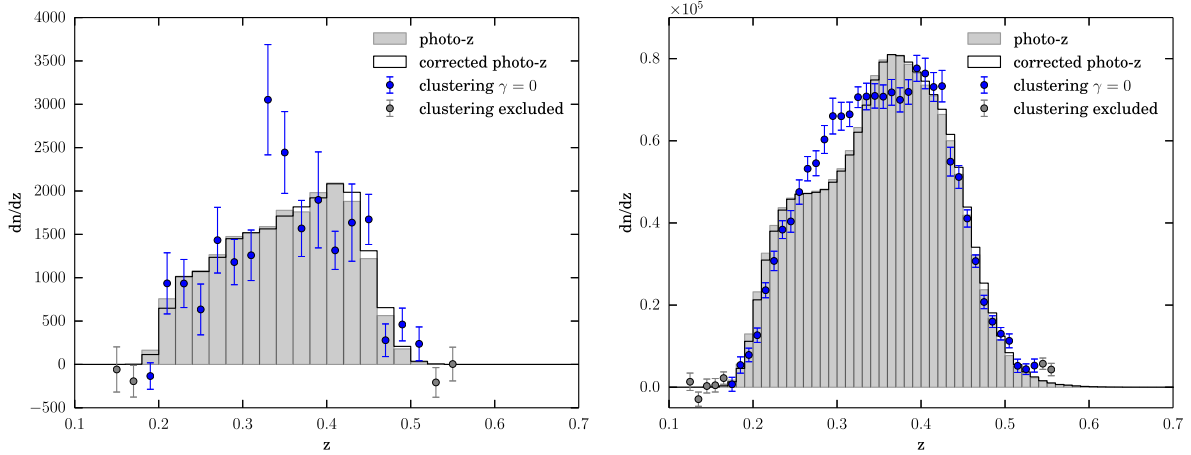 4000
3500
3000
2500
2000
1500
1000
500
0
−500
dn/dz
0.1 0.2 0.3 0.4 0.5 0.6 0.7
z
photo-z
corrected photo-z
clustering γ = 0
clustering excluded
×10⁵
0.8
0.6
0.4
0.2
0.0
dn/dz
0.1 0.2 0.3 0.4 0.5 0.6 0.7
z
photo-z
corrected photo-z
clustering γ = 0
clustering excluded